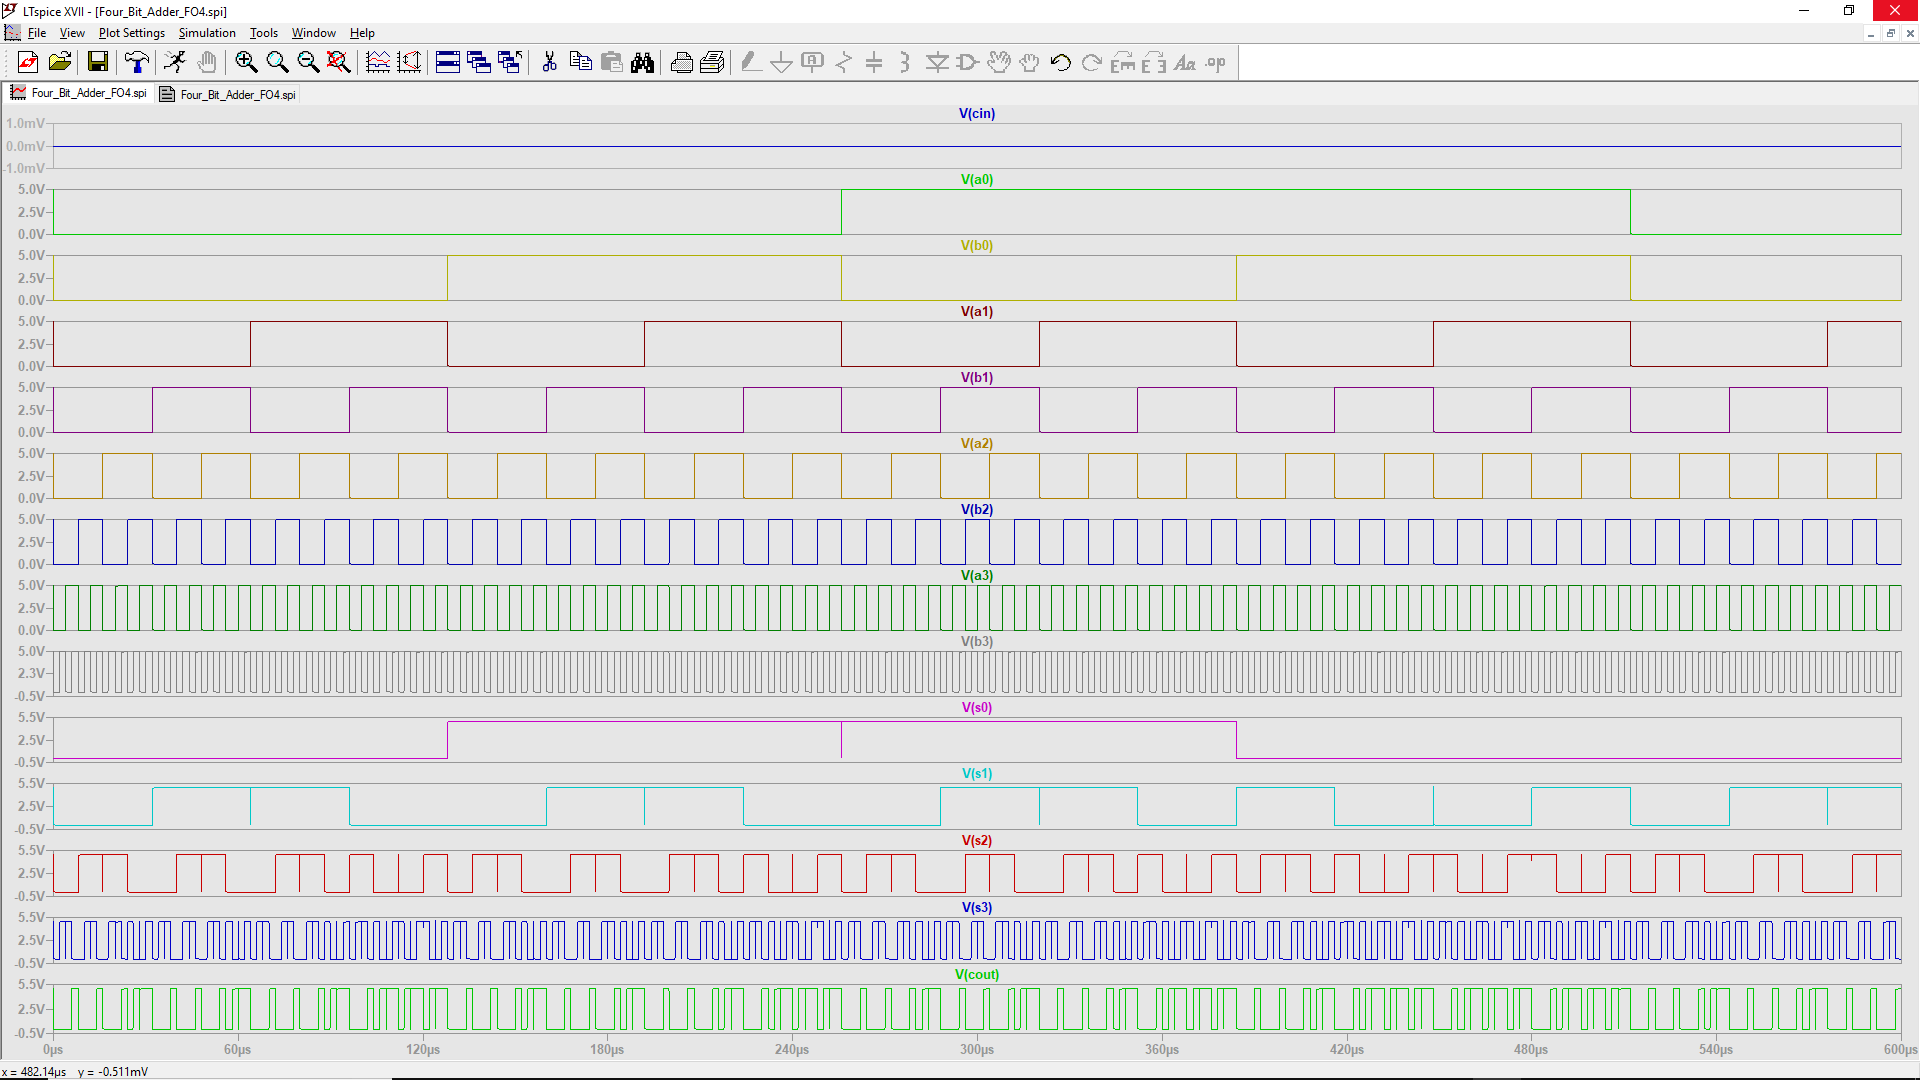 LTspice XVII - [Four_Bit_Adder_FO4.spi]
File View Plot Settings Simulation Tools Window Help
Four_Bit_Adder_FO4.spi Four_Bit_Adder_FO4.spi
V(cin)
1.0mV
0.0mV
-1.0mV
V(a0)
5.0V
2.5V
0.0V
V(b0)
5.0V
2.5V
0.0V
V(a1)
5.0V
2.5V
0.0V
V(b1)
5.0V
2.5V
0.0V
V(a2)
5.0V
2.5V
0.0V
V(b2)
5.0V
2.5V
0.0V
V(a3)
5.0V
2.5V
0.0V
V(b3)
5.0V
2.3V
-0.5V
V(s0)
5.5V
2.5V
-0.5V
V(s1)
5.5V
2.5V
-0.5V
V(s2)
5.5V
2.5V
-0.5V
V(s3)
5.5V
2.5V
-0.5V
V(cout)
5.5V
2.5V
-0.5V
0µs 60µs 120µs 180µs 240µs 300µs 360µs 420µs 480µs 540µs 600µs
x = 482.14µs y = -0.511mV